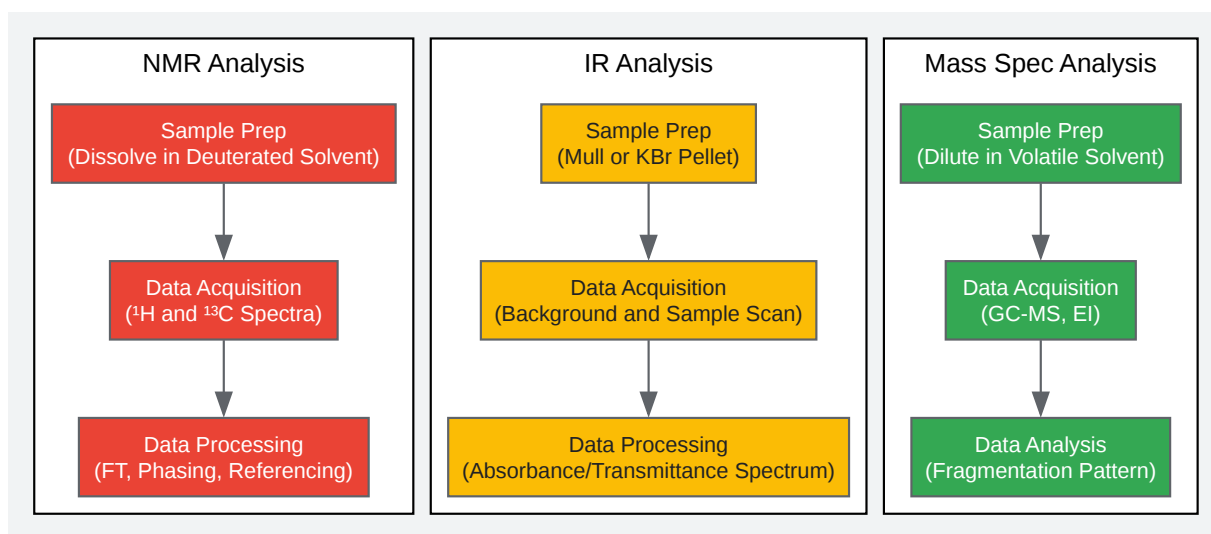 NMR Analysis
Sample Prep
(Dissolve in Deuterated Solvent)
Data Acquisition
(¹H and ¹³C Spectra)
Data Processing
(FT, Phasing, Referencing)
IR Analysis
Sample Prep
(Mull or KBr Pellet)
Data Acquisition
(Background and Sample Scan)
Data Processing
(Absorbance/Transmittance Spectrum)
Mass Spec Analysis
Sample Prep
(Dilute in Volatile Solvent)
Data Acquisition
(GC-MS, EI)
Data Analysis
(Fragmentation Pattern)